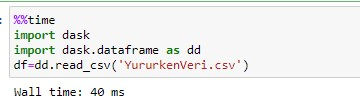 %%time
import dask
import dask.dataframe as dd
df=dd.read_csv('YururkenVeri.csv')
Wall time: 40 ms